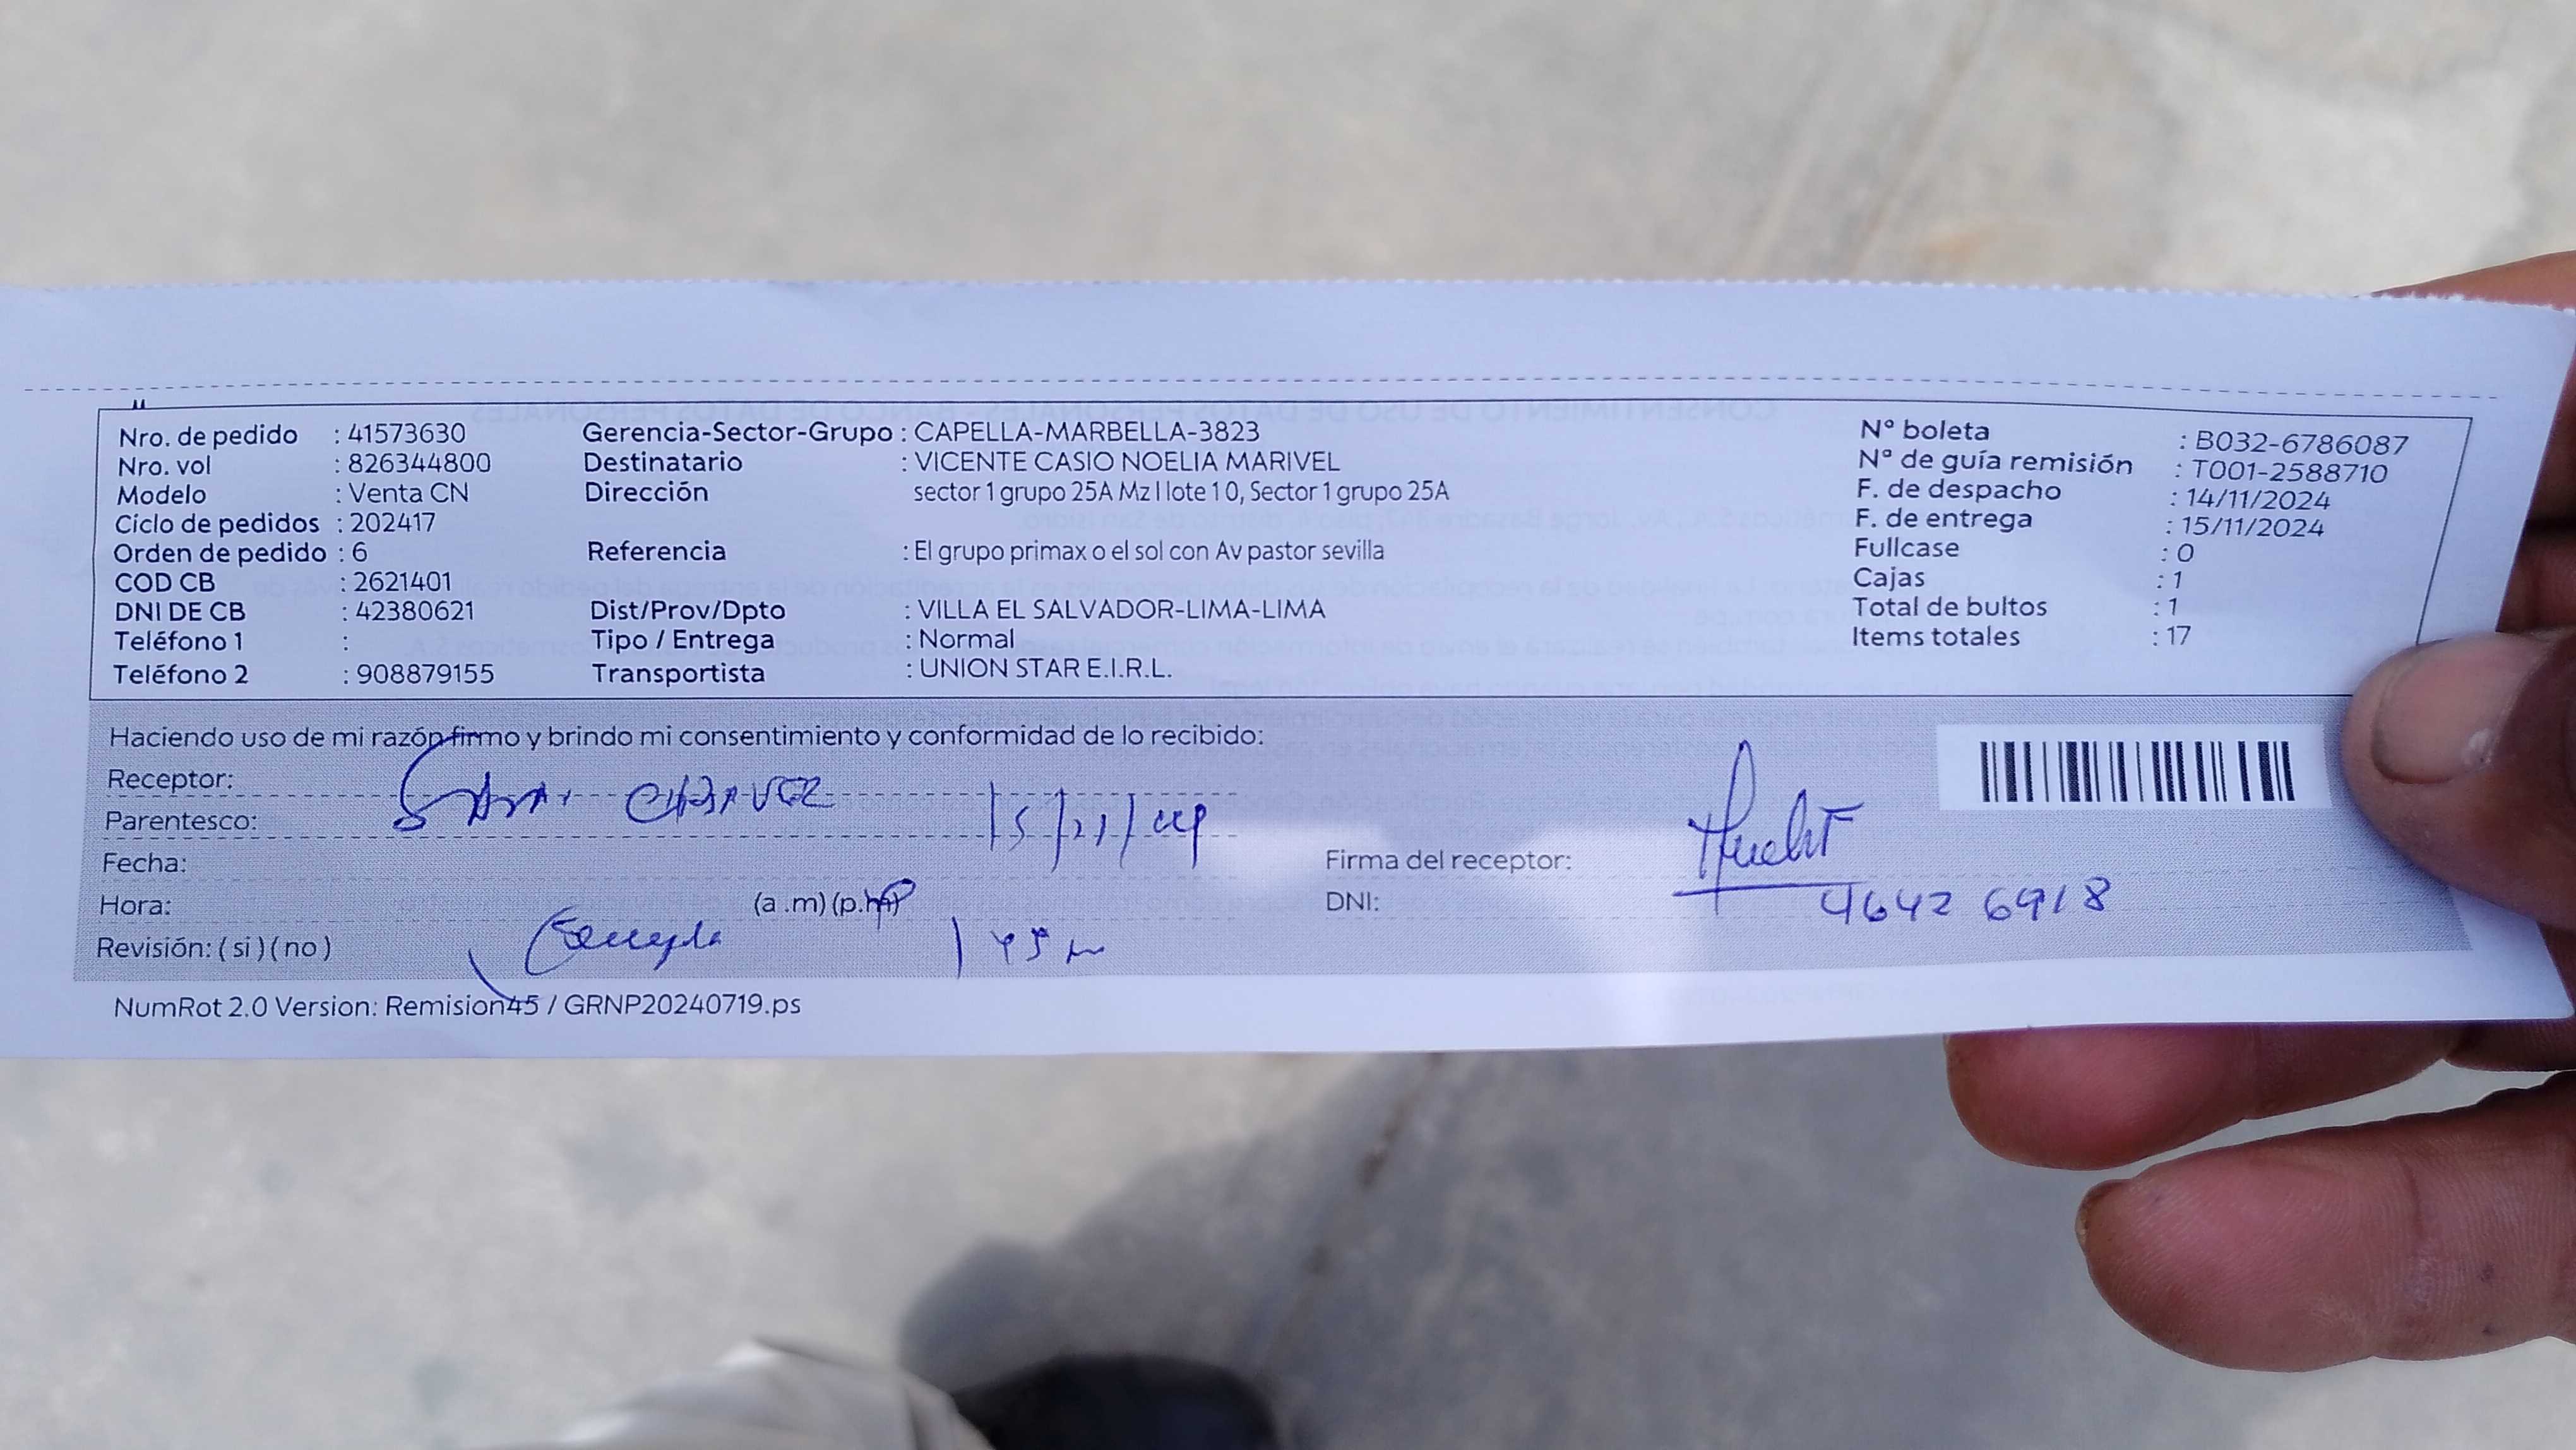 Nro. de pedido : 41573630 Gerencia-Sector-Grupo : CAPELLA-MARBELLA-3823 Nº boleta : B032-6786087
Nro. vol : 826344800 Destinatario : VICENTE CASIO NOELIA MARIVEL Nª de guía remisión : T001-2588710
Modelo : Venta CN Dirección sector 1 grupo 25A Mz I lote 10, Sector 1 grupo 25A F. de despacho : 14/11/2024
Ciclo de pedidos : 202417 F. de entrega : 15/11/2024
Orden de pedido : 6 Referencia : El grupo primax o el sol con Av pastor sevilla Fullcase : 0
COD CB : 2621401 Cajas : 1
DNI DE CB : 42380621 Dist/Prov/Dpto : VILLA EL SALVADOR-LIMA-LIMA Total de bultos : 1
Teléfono 1 : Tipo / Entrega : Normal Items totales : 17
Teléfono 2 : 908879155 Transportista : UNION STAR E.I.R.L.
Haciendo uso de mi razón firmo y brindo mi consentimiento y conformidad de lo recibido:
Receptor: CHAVEZ
Parentesco:
Fecha: Firma del receptor:
Hora: (a .m) (p.m) DNI: 46426918
Revisión: ( si ) ( no )
NumRot 2.0 Version: Remision45 / GRNP20240719.ps